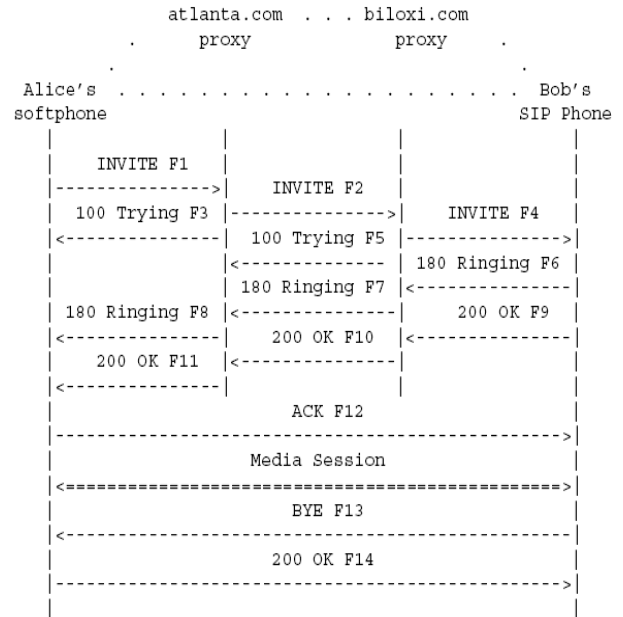 atlanta.com . . . biloxi.com
. proxy proxy .
. .
Alice's . . . . . . . . . . . . . . . . . . . . Bob's
softphone SIP Phone
| | | |
| INVITE F1 | | |
|--------------->| INVITE F2 | |
| 100 Trying F3 |--------------->| INVITE F4 |
|<---------------| 100 Trying F5 |--------------->|
| |<--------------- | 180 Ringing F6 |
| | 180 Ringing F7 |<---------------|
| 180 Ringing F8 |<---------------| 200 OK F9 |
|<---------------| 200 OK F10 |<---------------|
| 200 OK F11 |<---------------| |
|<---------------| | |
| ACK F12 |
|------------------------------------------------->|
| Media Session |
|<================================================>|
| BYE F13 |
|<-------------------------------------------------|
| 200 OK F14 |
|------------------------------------------------->|
| |